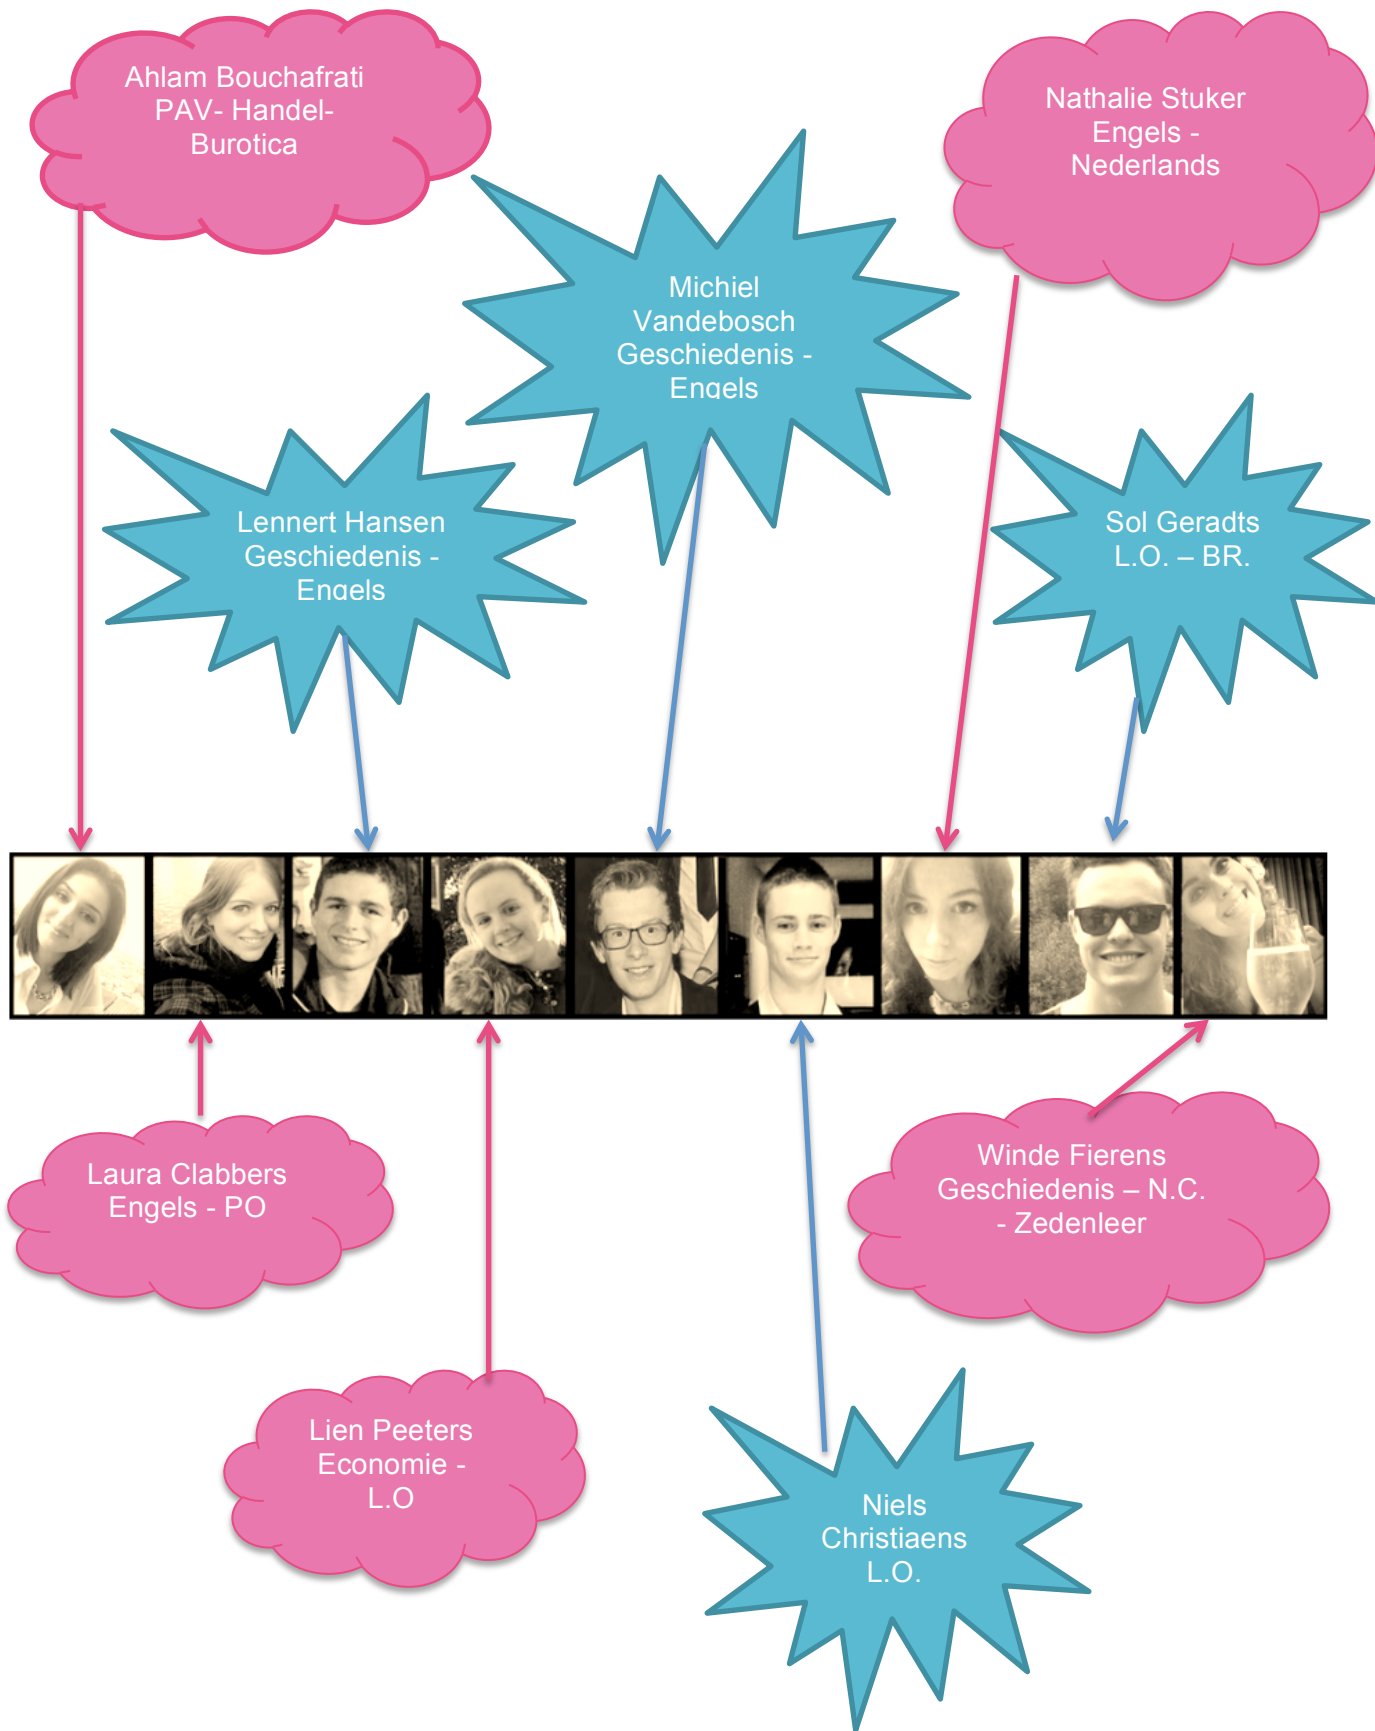 Ahlam Bouchafrati
PAV- Handel-
Burotica
Nathalie Stuker
Engels -
Nederlands
Michiel
Vandebosch
Geschiedenis -
Engels
Lennert Hansen
Geschiedenis -
Engels
Sol Geradts
L.O. – BR.
Laura Clabbers
Engels - PO
Winde Fierens
Geschiedenis – N.C.
- Zedenleer
Lien Peeters
Economie -
L.O
Niels
Christiaens
L.O.